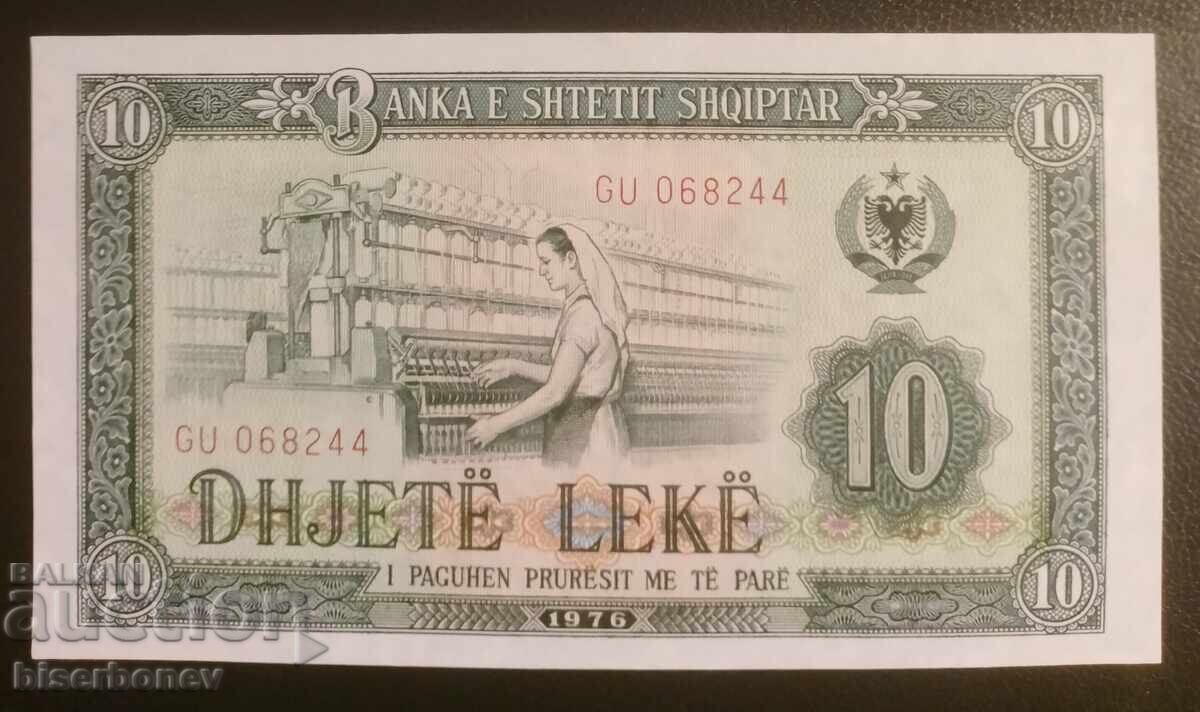 10 BANKA E SHTETIT SHQIPTAR 10
GU 068244
GU 068244
10
DHJETË LEKË
I PAGUHEN PRURËSIT ME TË PARË
10 1976 10
BALKAN
auction
biserbonev